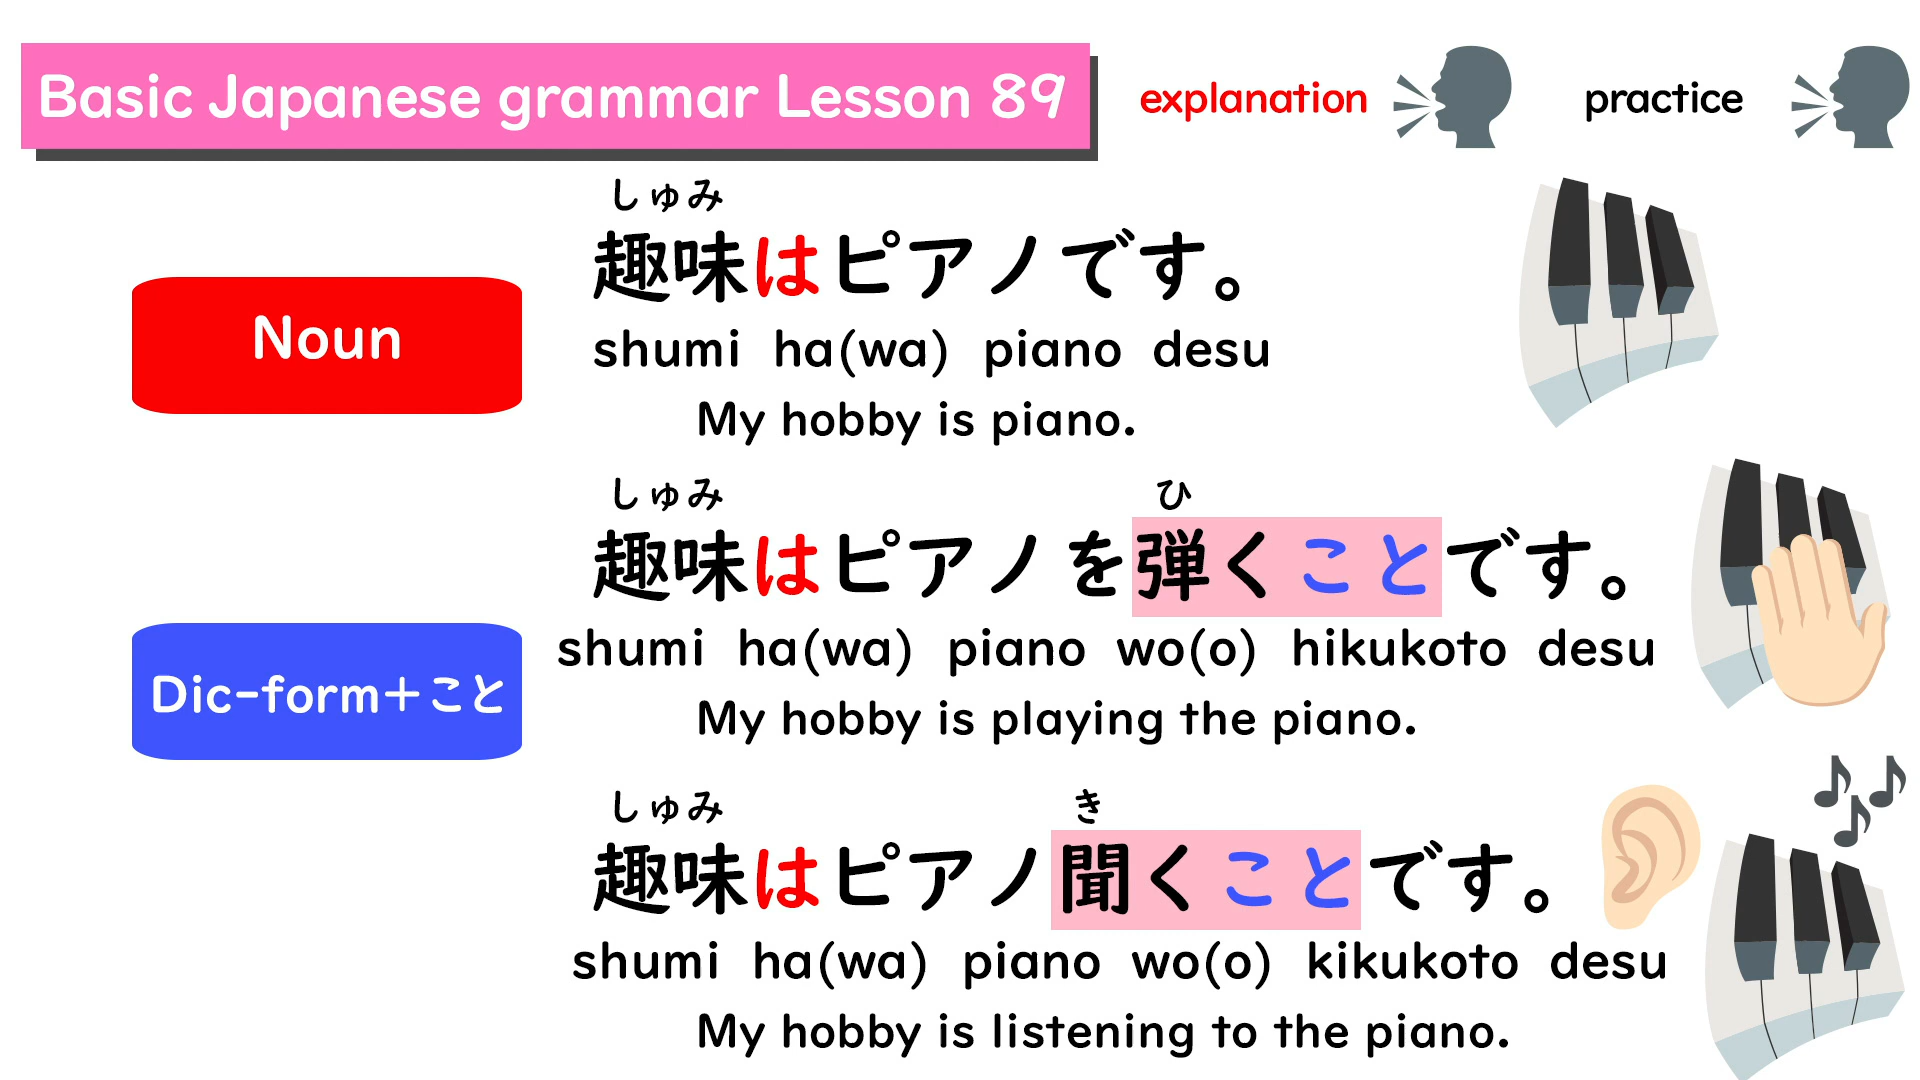 Basic Japanese grammar Lesson 89
explanation
practice
しゅみ
趣味はピアノです。
shumi ha(wa) piano desu
My hobby is piano.
Noun
しゅみ ひ
趣味はピアノを弾くことです。
shumi ha(wa) piano wo(o) hikukoto desu
My hobby is playing the piano.
Dic-form+こと
しゅみ き
趣味はピアノ聞くことです。
shumi ha(wa) piano wo(o) kikukoto desu
My hobby is listening to the piano.